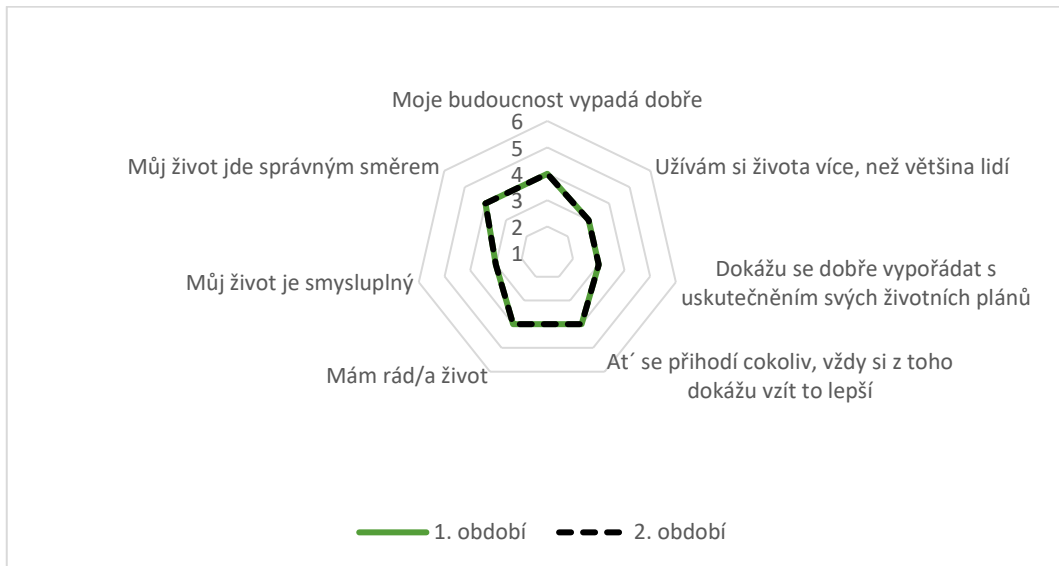 Moje budoucnost vypadá dobře
6
5
4
3
2
1
Můj život jde správným směrem
Užívám si života více, než většina lidí
Můj život je smysluplný
Dokážu se dobře vypořádat s
uskutečněním svých životních plánů
Mám rád/a život
At´ se přihodí cokoliv, vždy si z toho
dokážu vzít to lepší
1. období
2. období